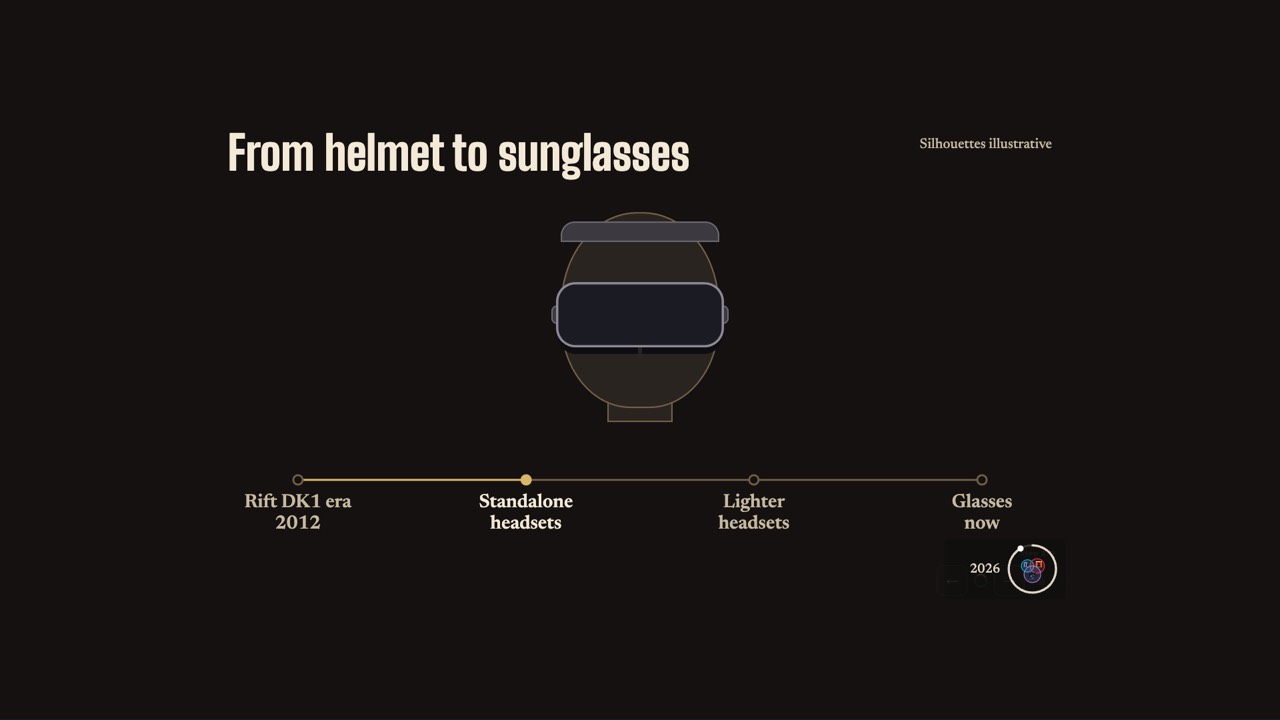 From helmet to sunglasses
Silhouettes illustrative
Rift DK1 era
2012
Standalone
headsets
Lighter
headsets
Glasses
now
2026